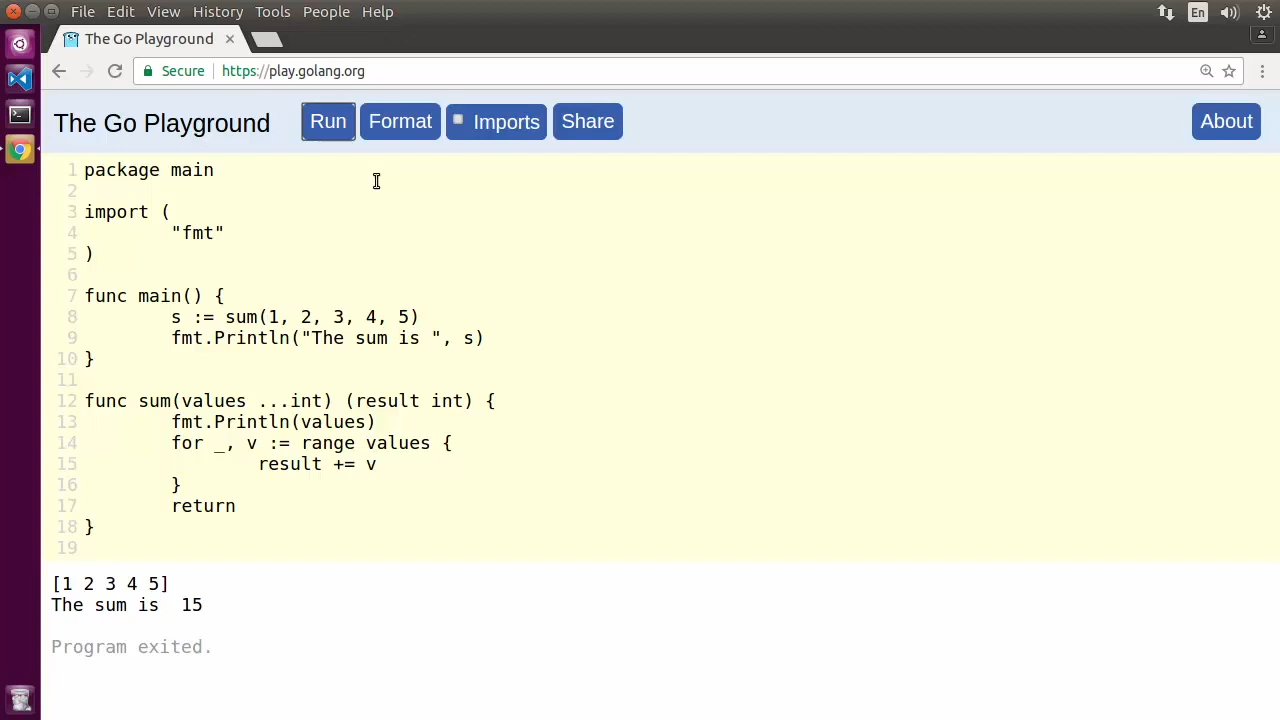 File Edit View History Tools People Help
En
The Go Playground
Secure https://play.golang.org
The Go Playground Run Format Imports Share About
1 package main
2
3 import (
4 "fmt"
5 )
6
7 func main() {
8 s := sum(1, 2, 3, 4, 5)
9 fmt.Println("The sum is ", s)
10 }
11
12 func sum(values ...int) (result int) {
13 fmt.Println(values)
14 for _, v := range values {
15 result += v
16 }
17 return
18 }
19
[1 2 3 4 5]
The sum is  15
Program exited.